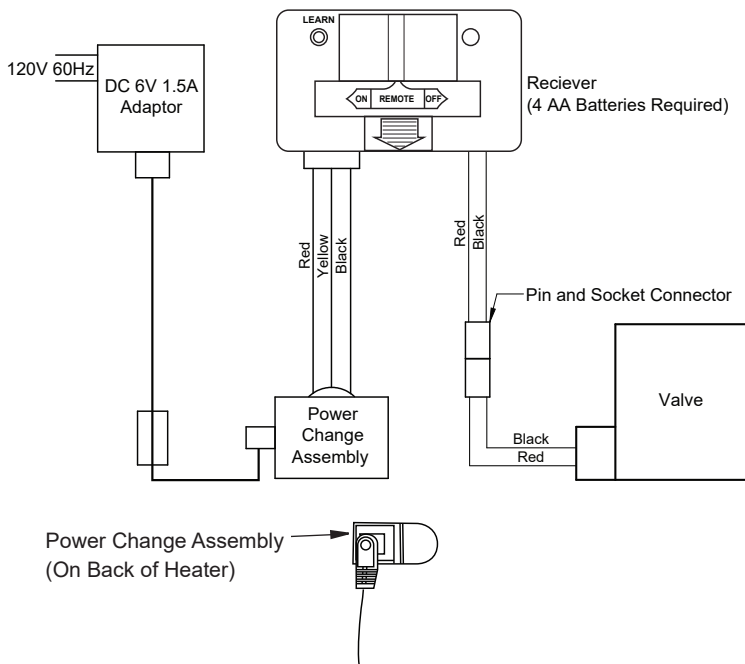 LEARN
120V 60Hz
DC 6V 1.5A
Adaptor
ON REMOTE OFF
Reciever
(4 AA Batteries Required)
Red
Yellow
Black
Red
Black
Pin and Socket Connector
Valve
Power
Change
Assembly
Black
Red
Power Change Assembly
(On Back of Heater)